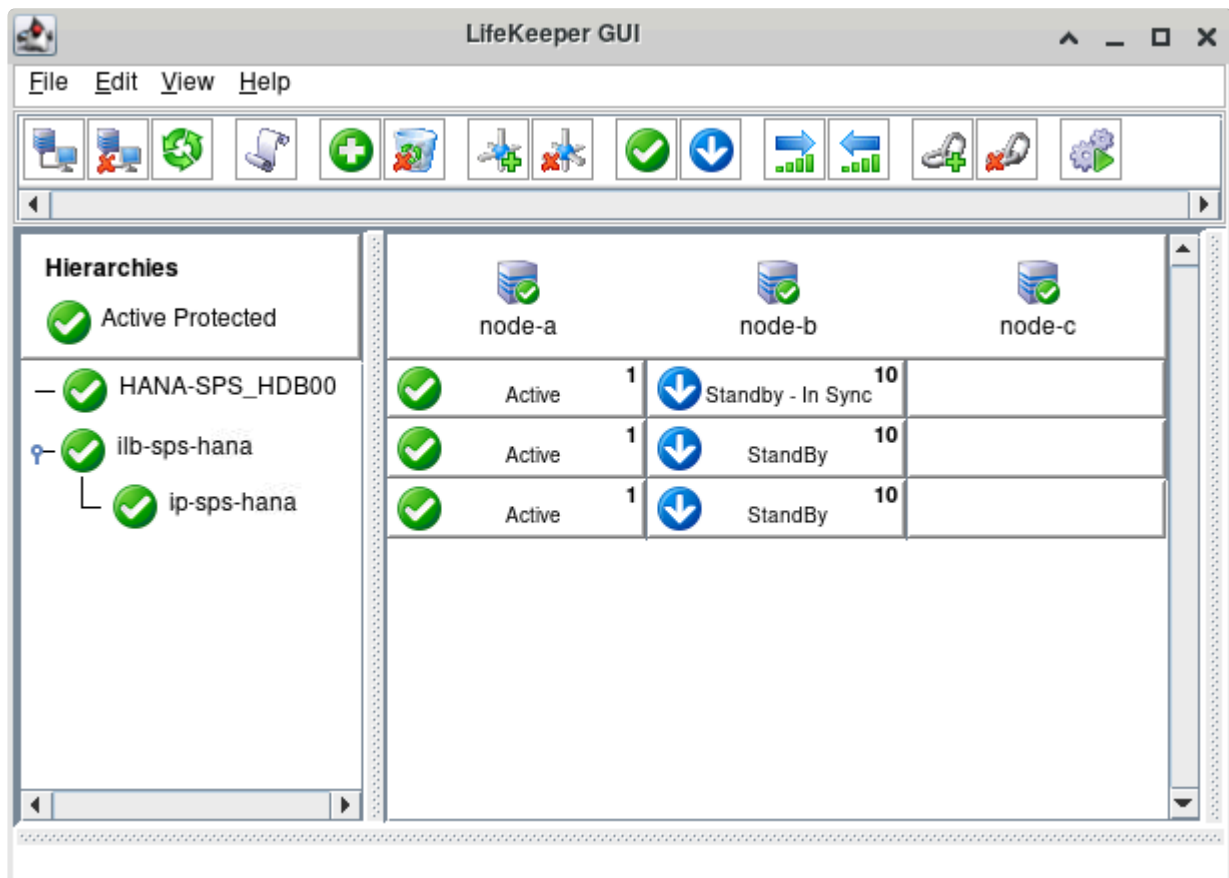 LifeKeeper GUI
File Edit View Help
Hierarchies
Active Protected
node-a node-b node-c
HANA-SPS_HDB00 Active 1 Standby - In Sync 10
ilb-sps-hana Active 1 StandBy 10
ip-sps-hana Active 1 StandBy 10